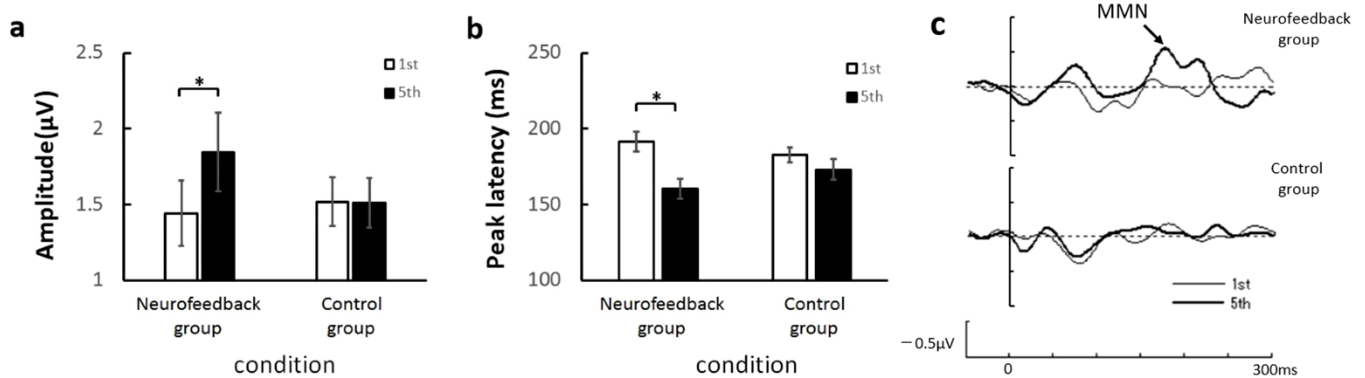 a
Amplitude(μV)
2.5
2
1.5
1
*
1st
5th
Neurofeedback
group
Control
group
condition
b
Peak latency (ms)
250
200
150
100
*
1st
5th
Neurofeedback
group
Control
group
condition
c
MMN
Neurofeedback
group
Control
group
1st
5th
－0.5μV
0
300ms